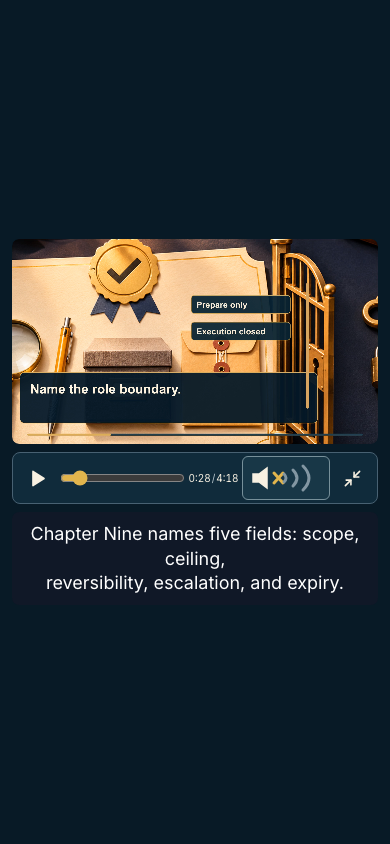 Prepare only
Execution closed
Name the role boundary.
0:28/4:18
Chapter Nine names five fields: scope,
ceiling,
reversibility, escalation, and expiry.